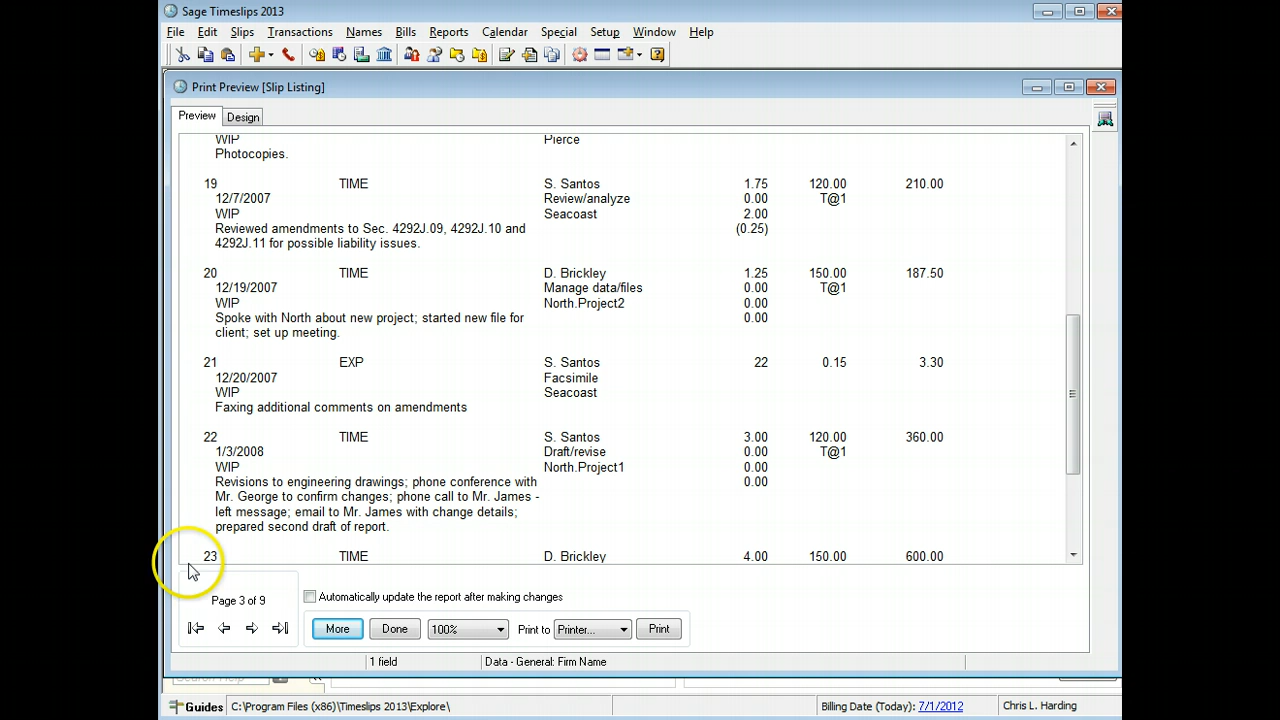 Sage Timeslips 2013
File Edit Slips Transactions Names Bills Reports Calendar Special Setup Window Help
Print Preview [Slip Listing]
Preview Design
WIP Pierce
Photocopies.
19 TIME S. Santos 1.75 120.00 210.00
12/7/2007 Review/analyze 0.00 T@1
WIP Seacoast 2.00
Reviewed amendments to Sec. 4292J.09, 4292J.10 and (0.25)
4292J.11 for possible liability issues.
20 TIME D. Brickley 1.25 150.00 187.50
12/19/2007 Manage data/files 0.00 T@1
WIP North.Project2 0.00
Spoke with North about new project; started new file for 0.00
client; set up meeting.
21 EXP S. Santos 22 0.15 3.30
12/20/2007 Facsimile
WIP Seacoast
Faxing additional comments on amendments
22 TIME S. Santos 3.00 120.00 360.00
1/3/2008 Draft/revise 0.00 T@1
WIP North.Project1 0.00
Revisions to engineering drawings; phone conference with 0.00
Mr. George to confirm changes; phone call to Mr. James -
left message; email to Mr. James with change details;
prepared second draft of report.
23 TIME D. Brickley 4.00 150.00 600.00
Page 3 of 9
Automatically update the report after making changes
More Done 100% Print to Printer... Print
1 field Data - General: Firm Name
Search Help
Guides C:\Program Files (x86)\Timeslips 2013\Explore\ Billing Date (Today): 7/1/2012 Chris L. Harding